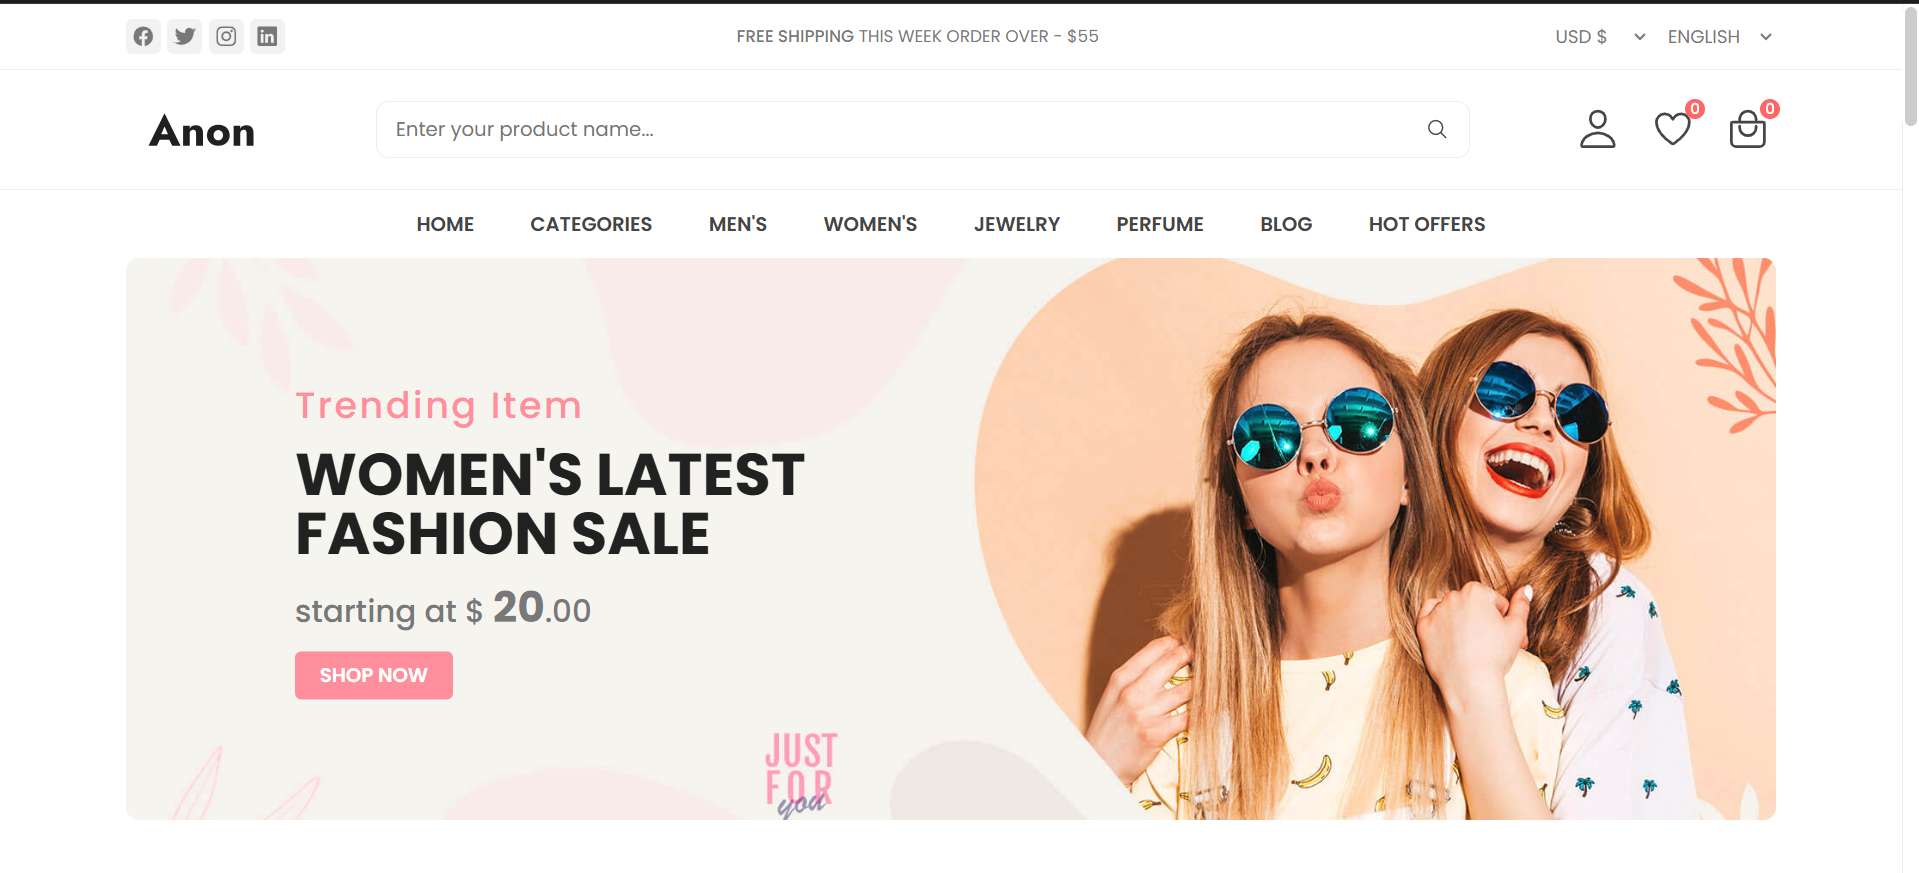 FREE SHIPPING THIS WEEK ORDER OVER - $55
USD $
ENGLISH
Anon
Enter your product name...
0
0
HOME
CATEGORIES
MEN'S
WOMEN'S
JEWELRY
PERFUME
BLOG
HOT OFFERS
Trending Item
WOMEN'S LATEST
FASHION SALE
starting at $ 20.00
SHOP NOW
JUST
FOR
you